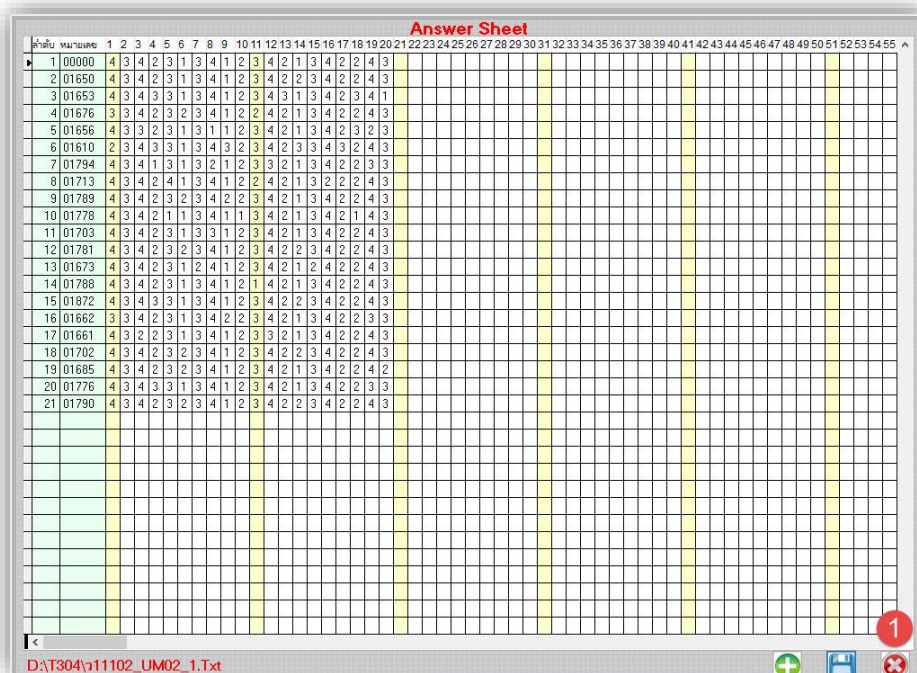 Answer Sheet
ลำดับ หมายเลข 1 2 3 4 5 6 7 8 9 10 11 12 13 14 15 16 17 18 19 20 21 22 23 24 25 26 27 28 29 30 31 32 33 34 35 36 37 38 39 40 41 42 43 44 45 46 47 48 49 50 51 52 53 54 55
1 00000 4 3 4 2 3 1 3 4 1 2 3 4 2 1 3 4 2 2 4 3
2 01650 4 3 4 2 3 1 3 4 1 2 3 4 2 2 3 4 2 2 4 3
3 01653 4 3 4 3 3 1 3 4 1 2 3 4 3 1 3 4 2 3 4 1
4 01676 3 3 4 2 3 2 3 4 1 2 2 4 2 1 3 4 2 2 4 3
5 01656 4 3 3 2 3 1 3 1 1 2 3 4 2 1 3 4 2 3 2 3
6 01610 2 3 4 3 3 1 3 4 3 2 3 4 2 3 3 4 3 2 4 3
7 01794 4 3 4 1 3 1 3 2 1 2 3 3 2 1 3 4 2 2 3 3
8 01713 4 3 4 2 4 1 3 4 1 2 2 4 2 1 3 2 2 2 4 3
9 01789 4 3 4 2 3 2 3 4 2 2 3 4 2 1 3 4 2 2 4 3
10 01778 4 3 4 2 1 1 3 4 1 1 3 4 2 1 3 4 2 1 4 3
11 01703 4 3 4 2 3 1 3 3 1 2 3 4 2 1 3 4 2 2 4 3
12 01781 4 3 4 2 3 2 3 4 1 2 3 4 2 2 3 4 2 2 4 3
13 01673 4 3 4 2 3 1 2 4 1 2 3 4 2 1 2 4 2 2 4 3
14 01788 4 3 4 2 3 1 3 4 1 2 1 4 2 1 3 4 2 2 4 3
15 01872 4 3 4 3 3 1 3 4 1 2 3 4 2 2 3 4 2 2 4 3
16 01662 3 3 4 2 3 1 3 4 2 2 3 4 2 1 3 4 2 2 3 3
17 01661 4 3 2 2 3 1 3 4 1 2 3 3 2 1 3 4 2 2 4 3
18 01702 4 3 4 2 3 2 3 4 1 2 3 4 2 2 3 4 2 2 4 3
19 01685 4 3 4 2 3 2 3 4 1 2 3 4 2 1 3 4 2 2 4 2
20 01776 4 3 4 3 3 1 3 4 1 2 3 4 2 1 3 4 2 2 3 3
21 01790 4 3 4 2 3 2 3 4 1 2 3 4 2 2 3 4 2 2 4 3
1
D:\T304\ว11102_UM02_1.Txt